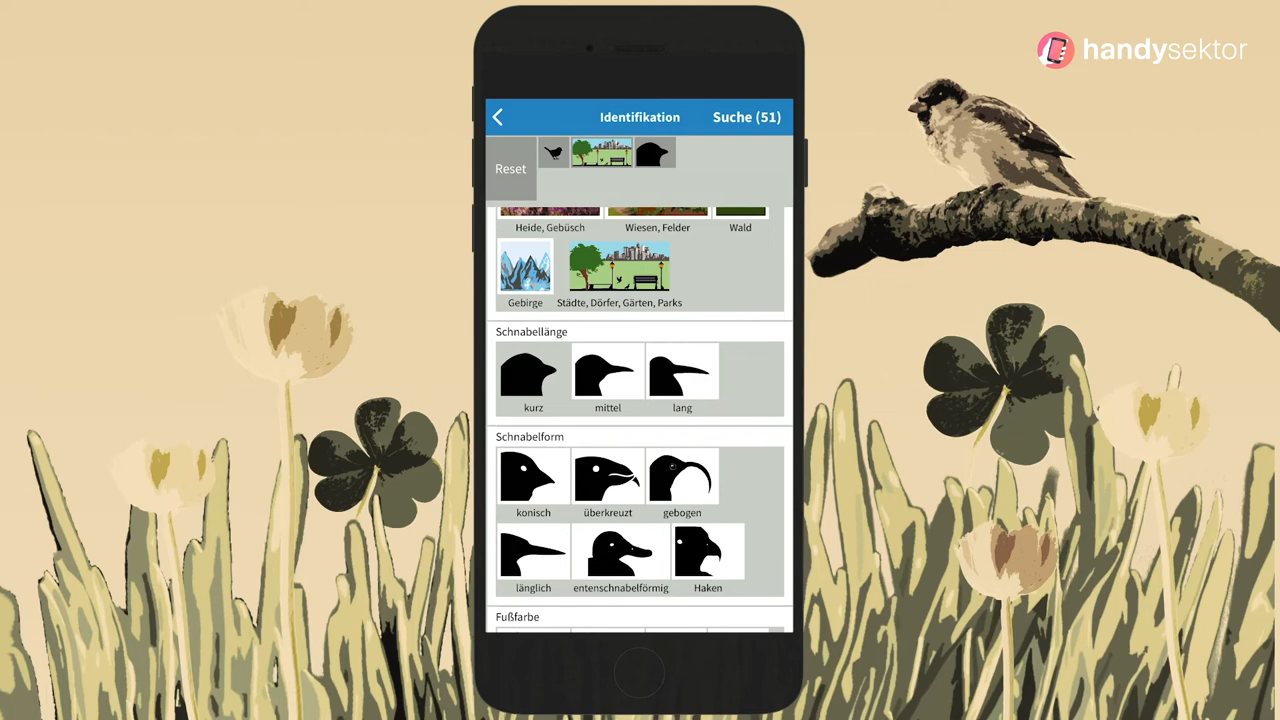 handysektor
Identifikation
Suche (51)
Reset
Heide, Gebüsch
Wiesen, Felder
Wald
Gebirge
Städte, Dörfer, Gärten, Parks
Schnabellänge
kurz
mittel
lang
Schnabelform
konisch
überkreuzt
gebogen
länglich
entenschnabelförmig
Haken
Fußfarbe